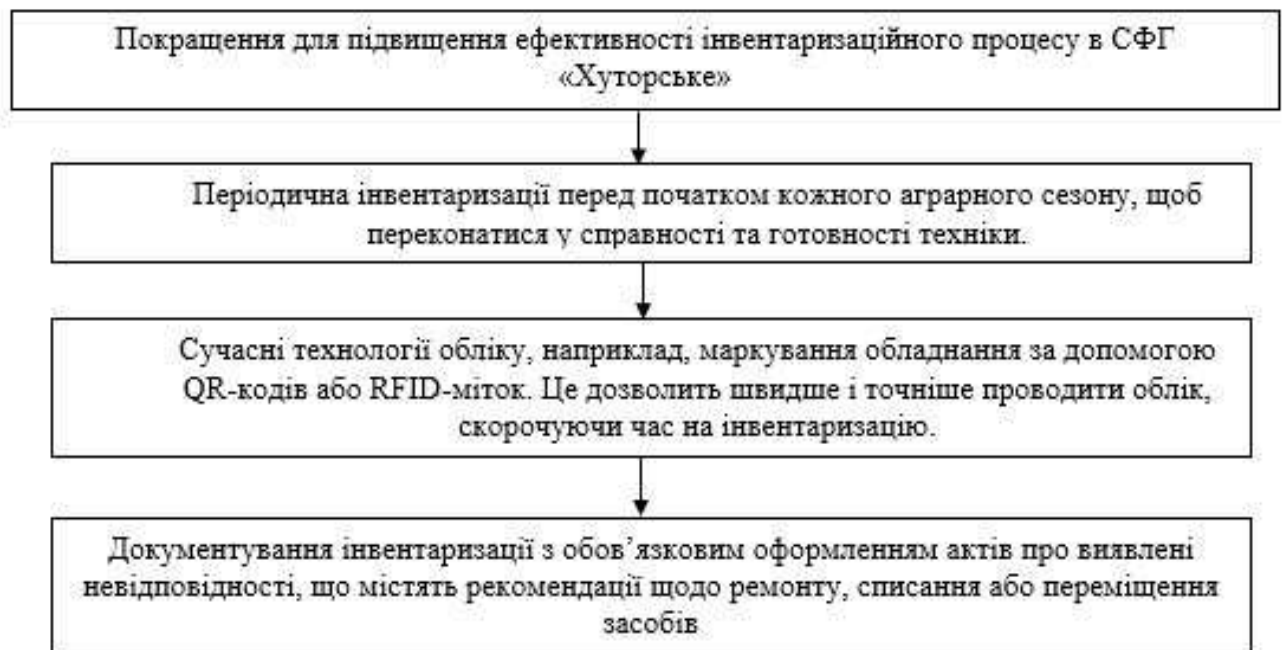 Покращення для підвищення ефективності інвентаризаційного процесу в СФГ
«Хуторське»
Періодична інвентаризації перед початком кожного аграрного сезону, щоб
переконатися у справності та готовності техніки.
Сучасні технології обліку, наприклад, маркування обладнання за допомогою
QR-кодів або RFID-міток. Це дозволить швидше і точніше проводити облік,
скорочуючи час на інвентаризацію.
Документування інвентаризації з обов’язковим оформленням актів про виявлені
невідповідності, що містять рекомендації щодо ремонту, списання або переміщення
засобів